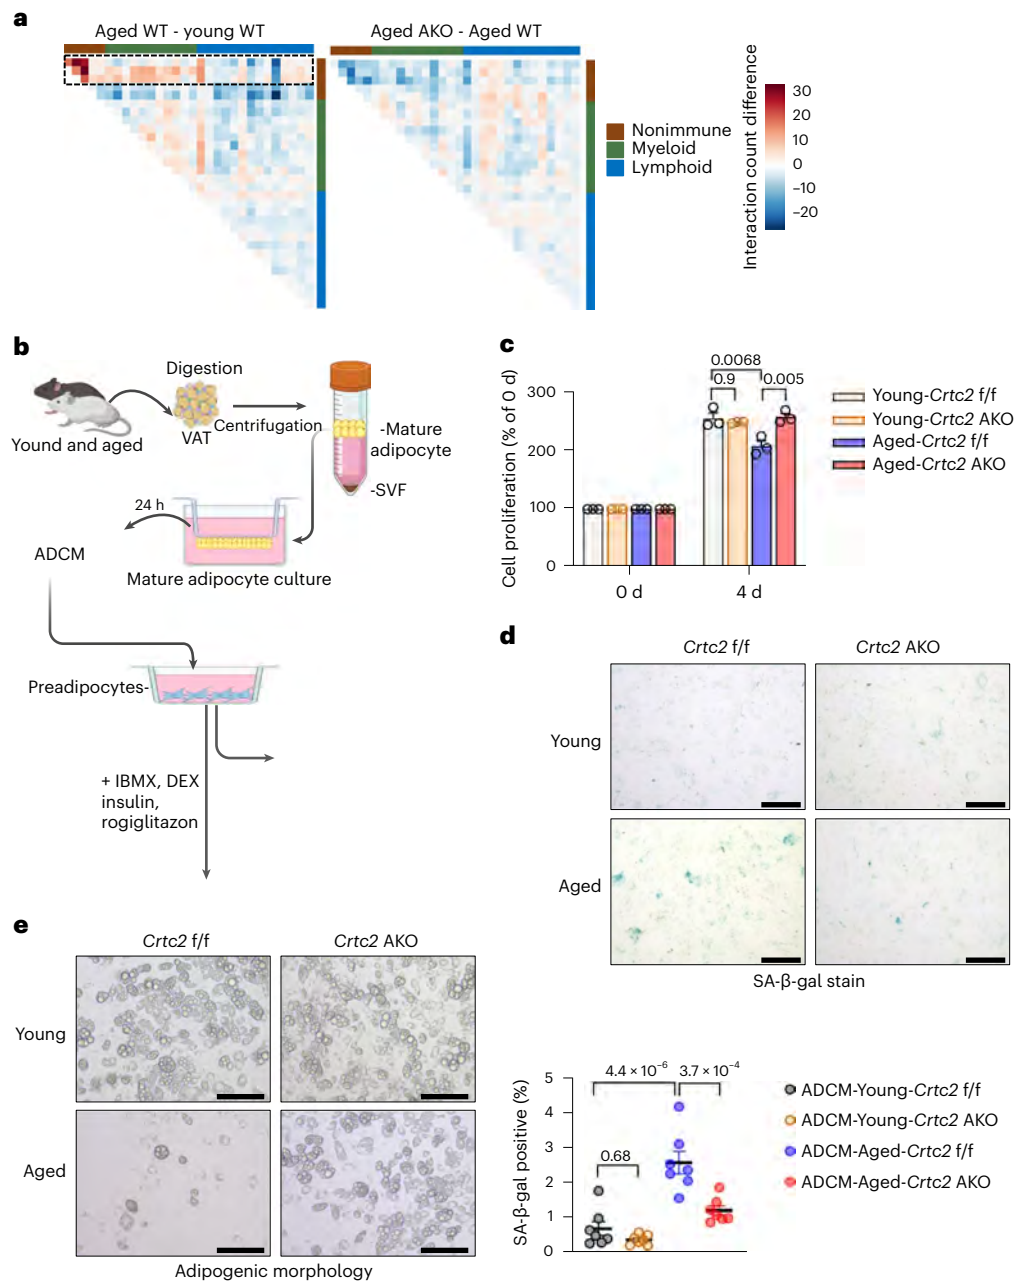 a
Aged WT - young WT
Aged AKO - Aged WT
Nonimmune
Myeloid
Lymphoid
Interaction count difference
30
20
10
0
−10
−20
b
Yound and aged
Digestion
VAT
Centrifugation
-Mature
adipocyte
-SVF
24 h
ADCM
Mature adipocyte culture
Preadipocytes-
+ IBMX, DEX
insulin,
rogiglitazon
c
Cell proliferation (% of 0 d)
300
200
100
0
0.0068
0.9
0.005
0 d
4 d
Young-Crtc2 f/f
Young-Crtc2 AKO
Aged-Crtc2 f/f
Aged-Crtc2 AKO
d
Crtc2 f/f
Crtc2 AKO
Young
Aged
SA-β-gal stain
e
Crtc2 f/f
Crtc2 AKO
Young
Aged
Adipogenic morphology
SA-β-gal positive (%)
5
4
3
2
1
0
4.4 × 10⁻⁶
3.7 × 10⁻⁴
0.68
ADCM-Young-Crtc2 f/f
ADCM-Young-Crtc2 AKO
ADCM-Aged-Crtc2 f/f
ADCM-Aged-Crtc2 AKO